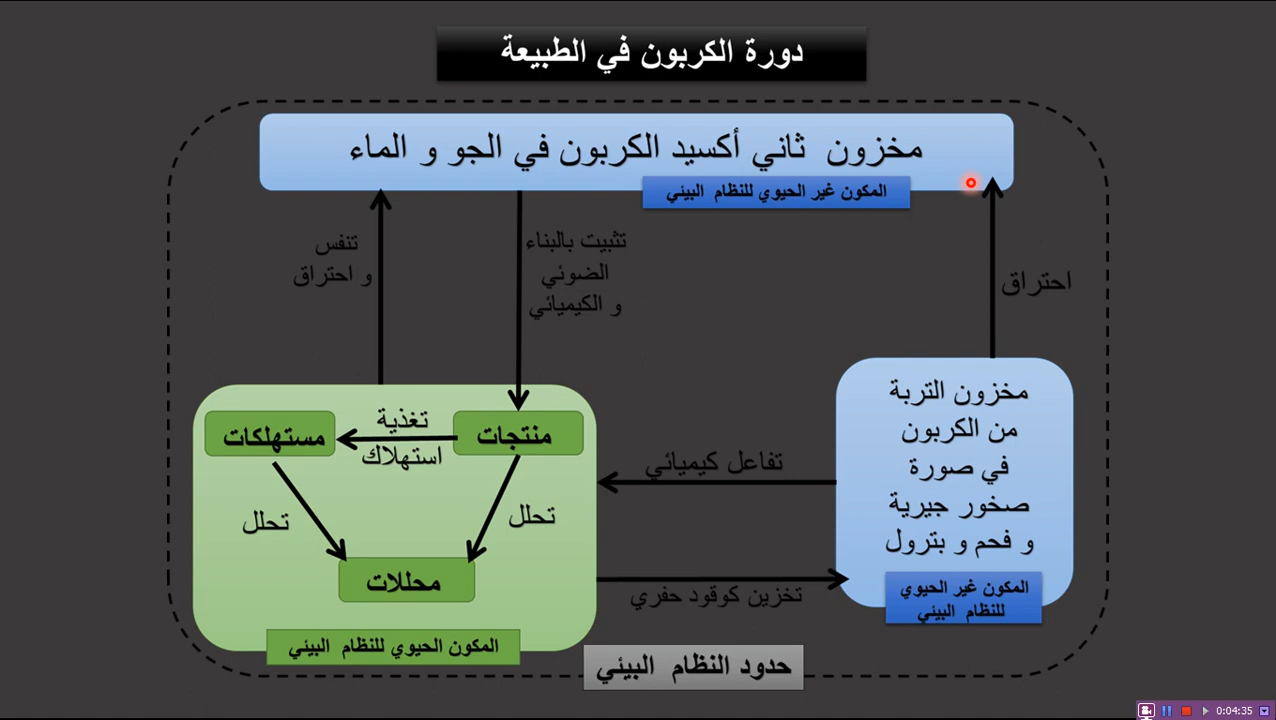 دورة الكربون في الطبيعة
مخزون ثاني أكسيد الكربون في الجو و الماء
المكون غير الحيوي للنظام البيئي
احتراق
تثبيت بالبناء
الضوئي
و الكيميائي
تنفس
و احتراق
مخزون التربة
من الكربون
في صورة
صخور جيرية
و فحم و بترول
المكون غير الحيوي
للنظام البيئي
تفاعل كيميائي
تخزين كوقود حفري
منتجات
تغذية
استهلاك
مستهلكات
تحلل
تحلل
محللات
المكون الحيوي للنظام البيئي
حدود النظام البيئي
0:04:35